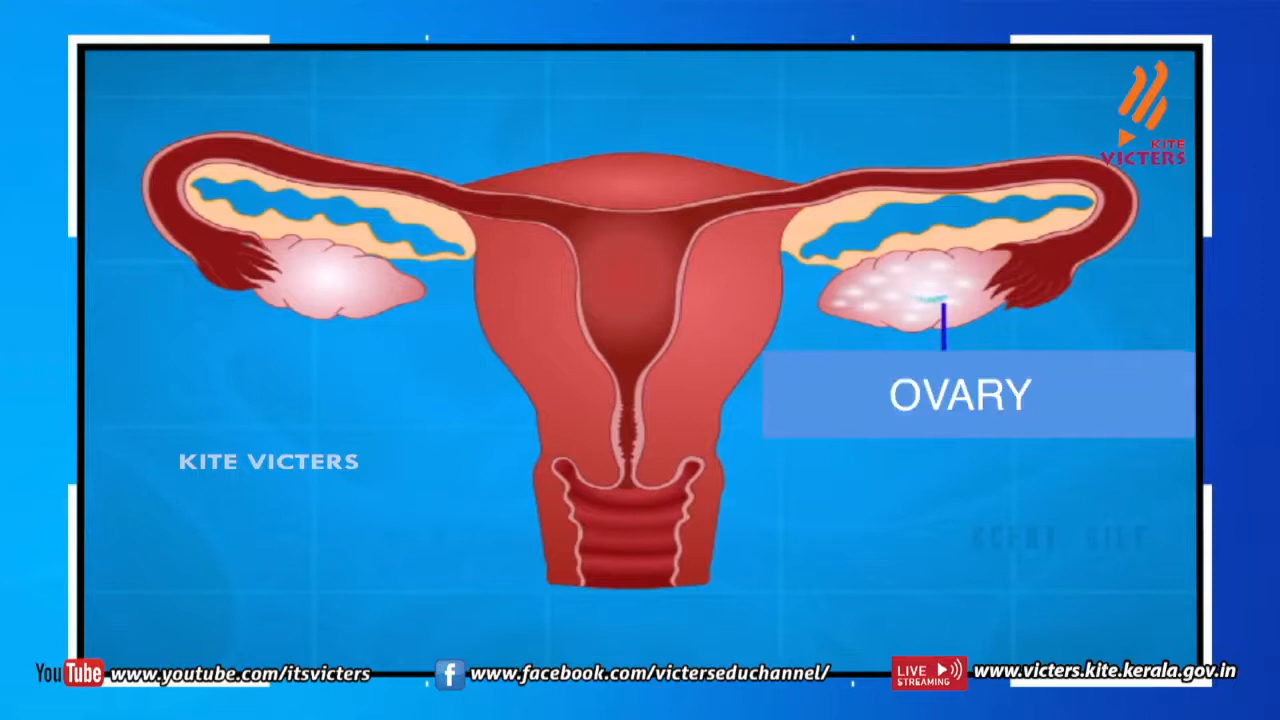 KITE
VICTERS
OVARY
KITE VICTERS
YouTube www.youtube.com/itsvicters
f www.facebook.com/victerseduchannel/
LIVE STREAMING www.victers.kite.kerala.gov.in